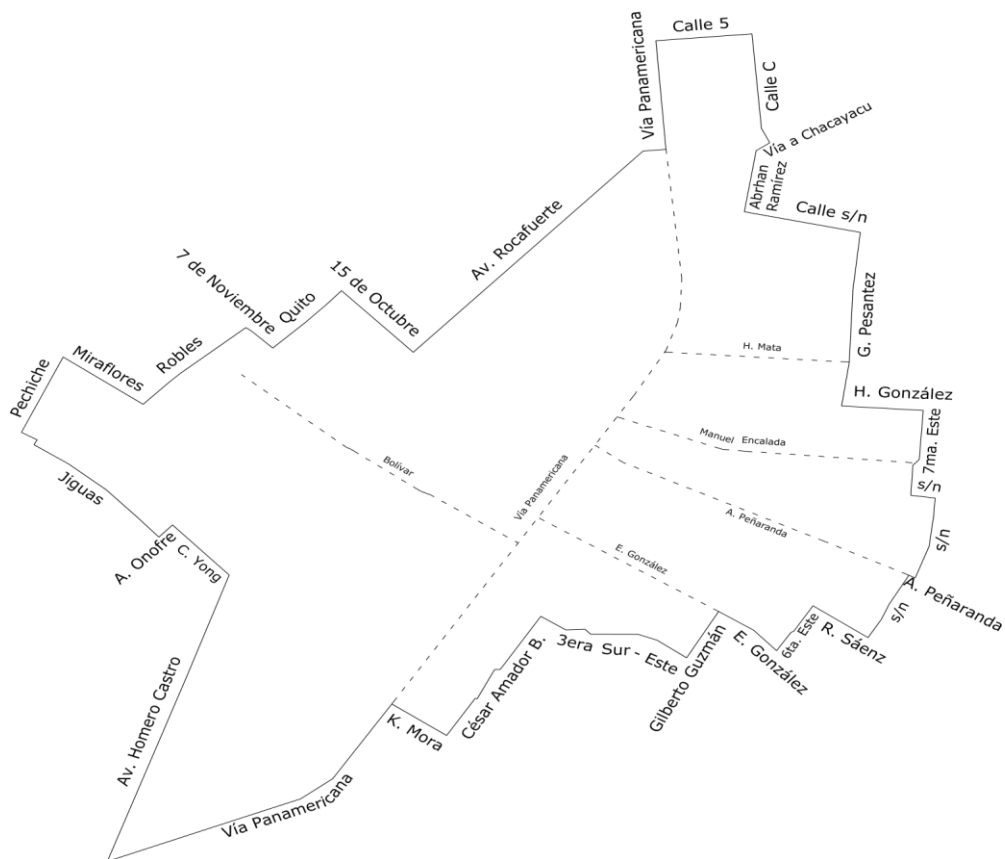 Calle 5
Vía Panamericana
Calle C
Vía a Chacayacu
Abrhan
Ramírez
Calle s/n
Av. Rocafuerte
7 de Noviembre
15 de Octubre
Quito
G. Pesantez
Robles
Miraflores
Pechiche
H. Mata
H. González
7ma. Este
Manuel Encalada
Bolívar
Vía Panamericana
s/n
Jiguas
A. Peñaranda
s/n
A. Onofre
C. Yong
E. González
A. Peñaranda
s/n
R. Sáenz
6ta. Este
E. González
Gilberto Guzmán
3era Sur - Este
César Amador B.
K. Mora
Av. Homero Castro
Vía Panamericana